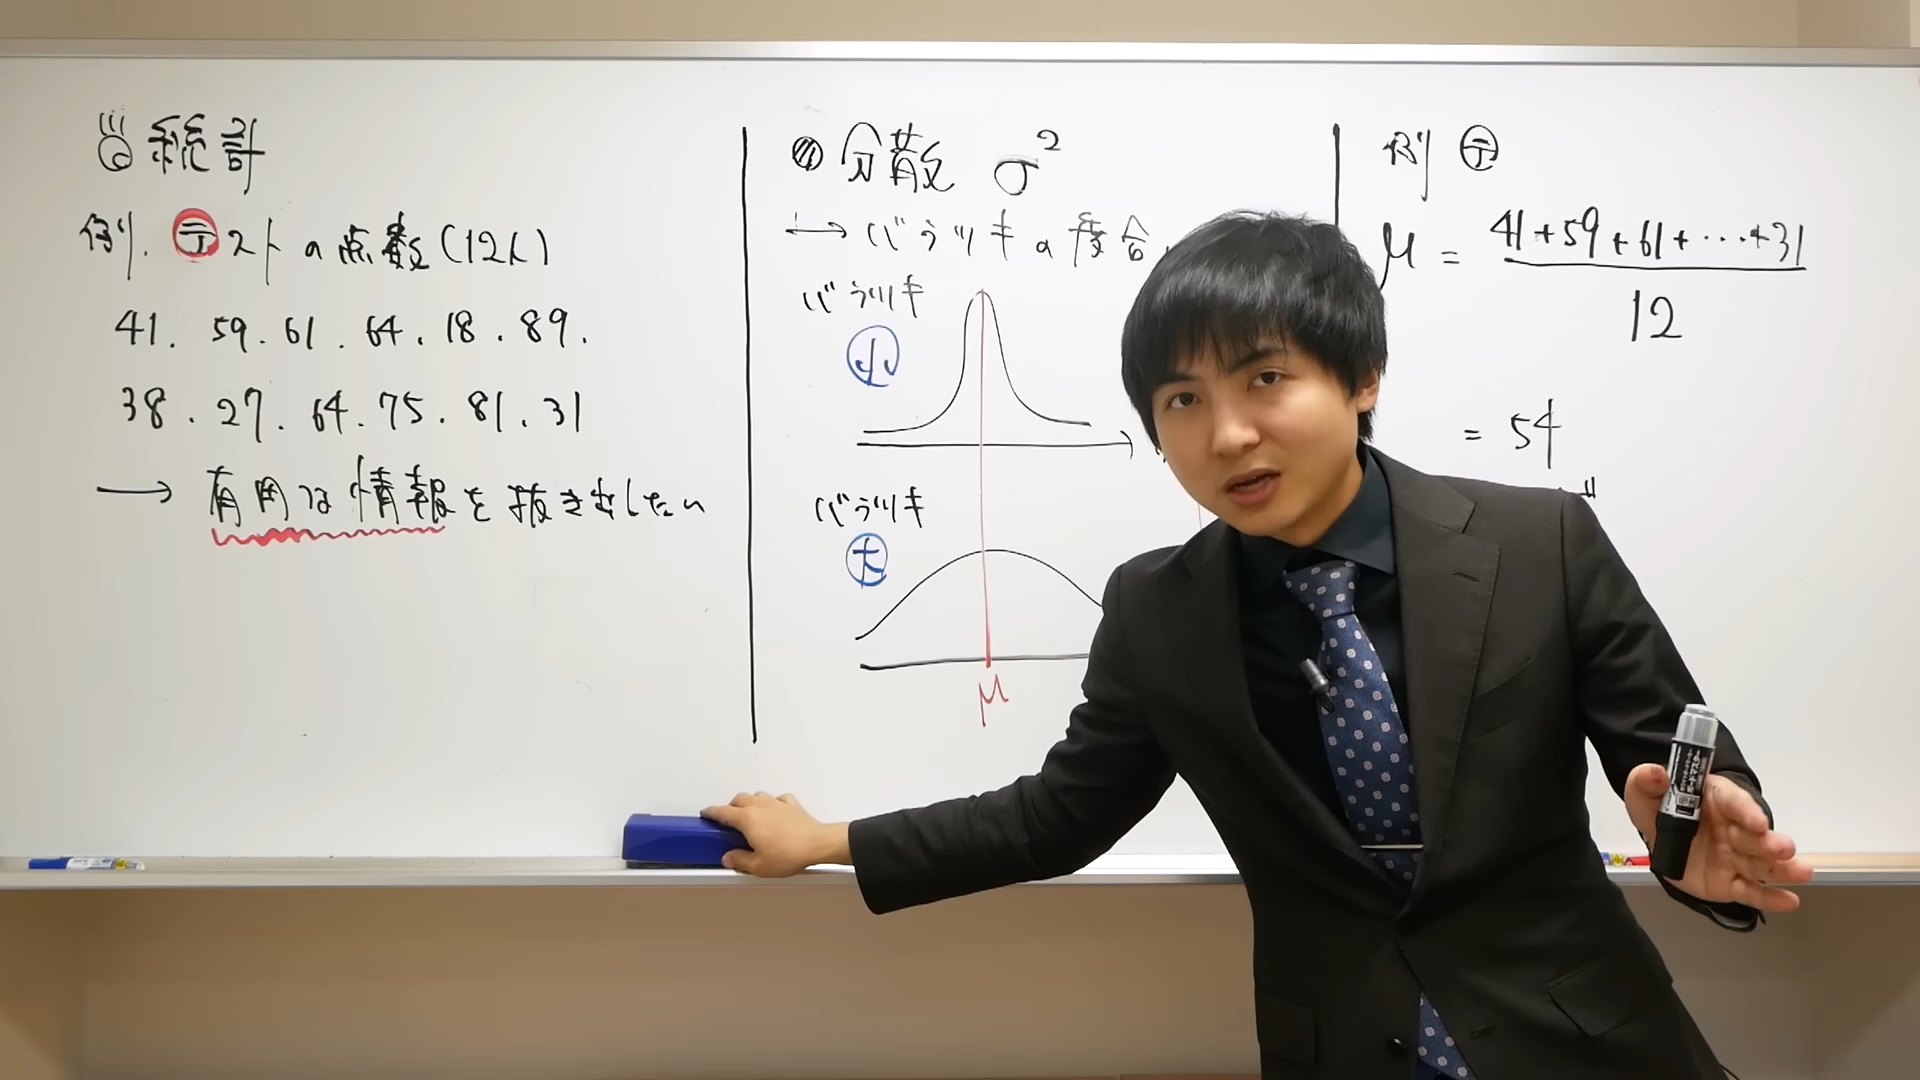 統計
例. テストの点数(12人)
41. 59. 61. 64. 18. 89.
38. 27. 64. 75. 81. 31
→ 有用な情報を抜き出したい
分散 σ²
↦ バラツキの度合
バラツキ
小
バラツキ
大
μ
例 テ
μ = 41+59+61+…+31
12
= 54